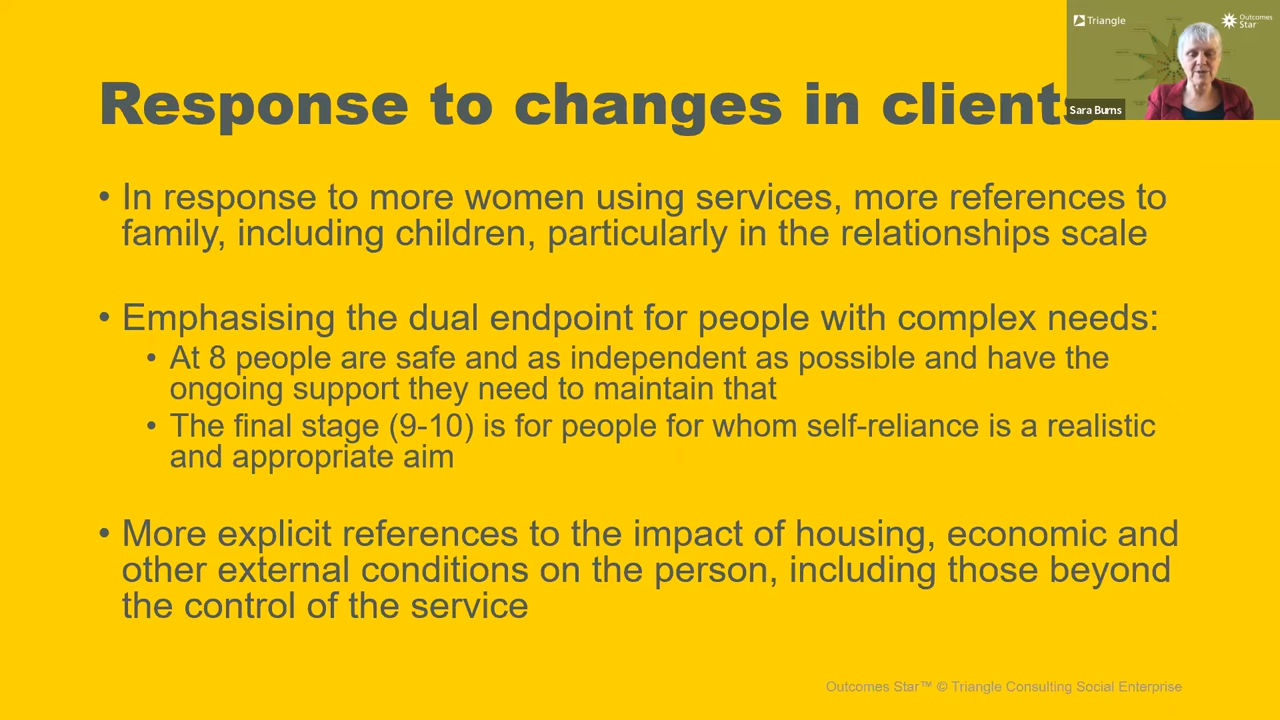 Triangle
Outcomes
Star
Sara Burns
Response to changes in clients
• In response to more women using services, more references to
family, including children, particularly in the relationships scale
• Emphasising the dual endpoint for people with complex needs:
• At 8 people are safe and as independent as possible and have the
ongoing support they need to maintain that
• The final stage (9-10) is for people for whom self-reliance is a realistic
and appropriate aim
• More explicit references to the impact of housing, economic and
other external conditions on the person, including those beyond
the control of the service
Outcomes Star™ © Triangle Consulting Social Enterprise